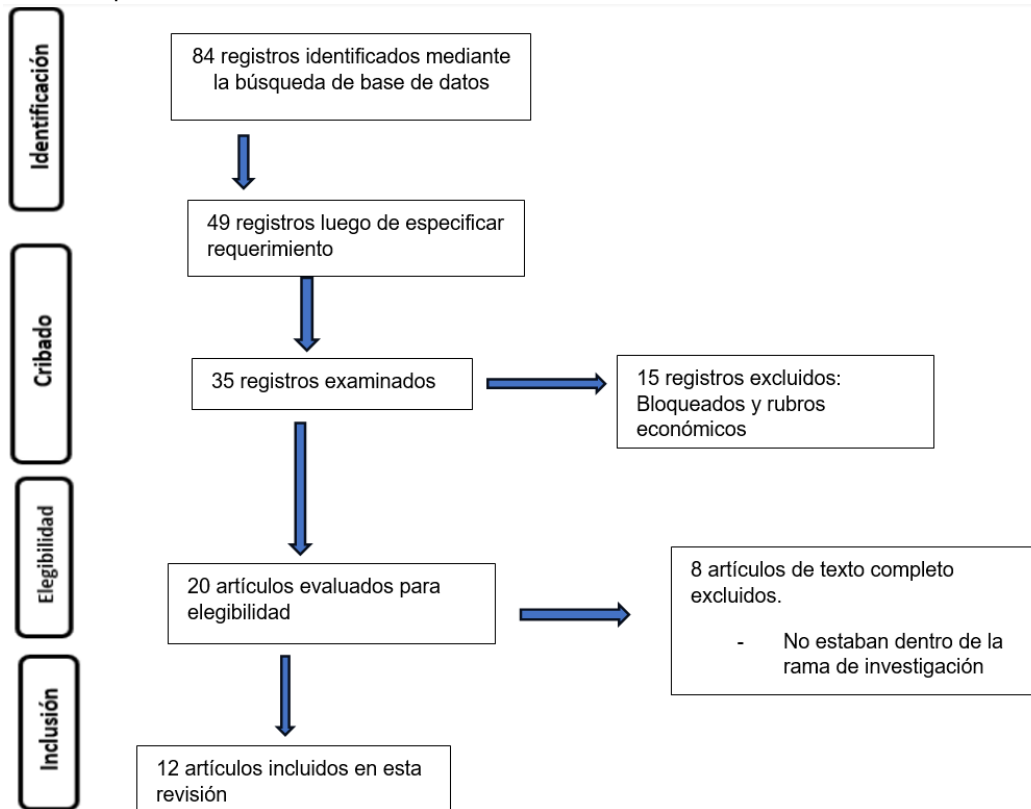 Identificación
84 registros identificados mediante
la búsqueda de base de datos
49 registros luego de especificar
requerimiento
Cribado
35 registros examinados
15 registros excluidos:
Bloqueados y rubros
económicos
Elegibilidad
20 artículos evaluados para
elegibilidad
8 artículos de texto completo
excluidos.
- No estaban dentro de la
rama de investigación
Inclusión
12 artículos incluidos en esta
revisión